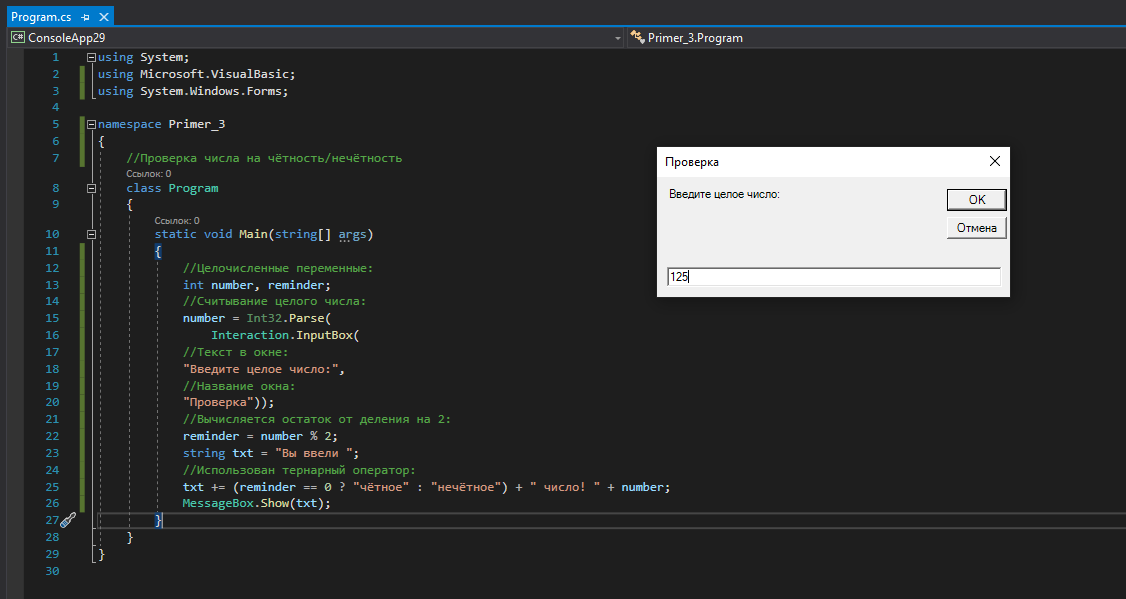 Program.cs
ConsoleApp29
Primer_3.Program
1 using System;
2 using Microsoft.VisualBasic;
3 using System.Windows.Forms;
4
5 namespace Primer_3
6 {
7 //Проверка числа на чётность/нечётность
Ссылок: 0
8 class Program
9 {
Ссылок: 0
10 static void Main(string[] args)
11 {
12 //Целочисленные переменные:
13 int number, reminder;
14 //Считывание целого числа:
15 number = Int32.Parse(
16 Interaction.InputBox(
17 //Текст в окне:
18 "Введите целое число:",
19 //Название окна:
20 "Проверка"));
21 //Вычисляется остаток от деления на 2:
22 reminder = number % 2;
23 string txt = "Вы ввели ";
24 //Использован тернарный оператор:
25 txt += (reminder == 0 ? "чётное" : "нечётное") + " число! " + number;
26 MessageBox.Show(txt);
27 }
28 }
29 }
30
Проверка
Введите целое число:
OK
Отмена
125